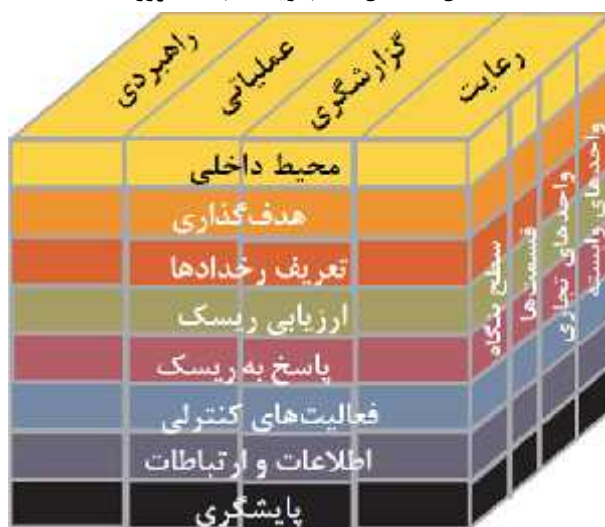 راهبردی
عملیاتی
گزارشگری
رعایت
محیط داخلی
هدف‌گذاری
تعریف رخدادها
ارزیابی ریسک
پاسخ به ریسک
فعالیت‌های کنترلی
اطلاعات و ارتباطات
پایشگری
سطح بنگاه
قسمت‌ها
واحدهای تجاری
واحدهای وابسته